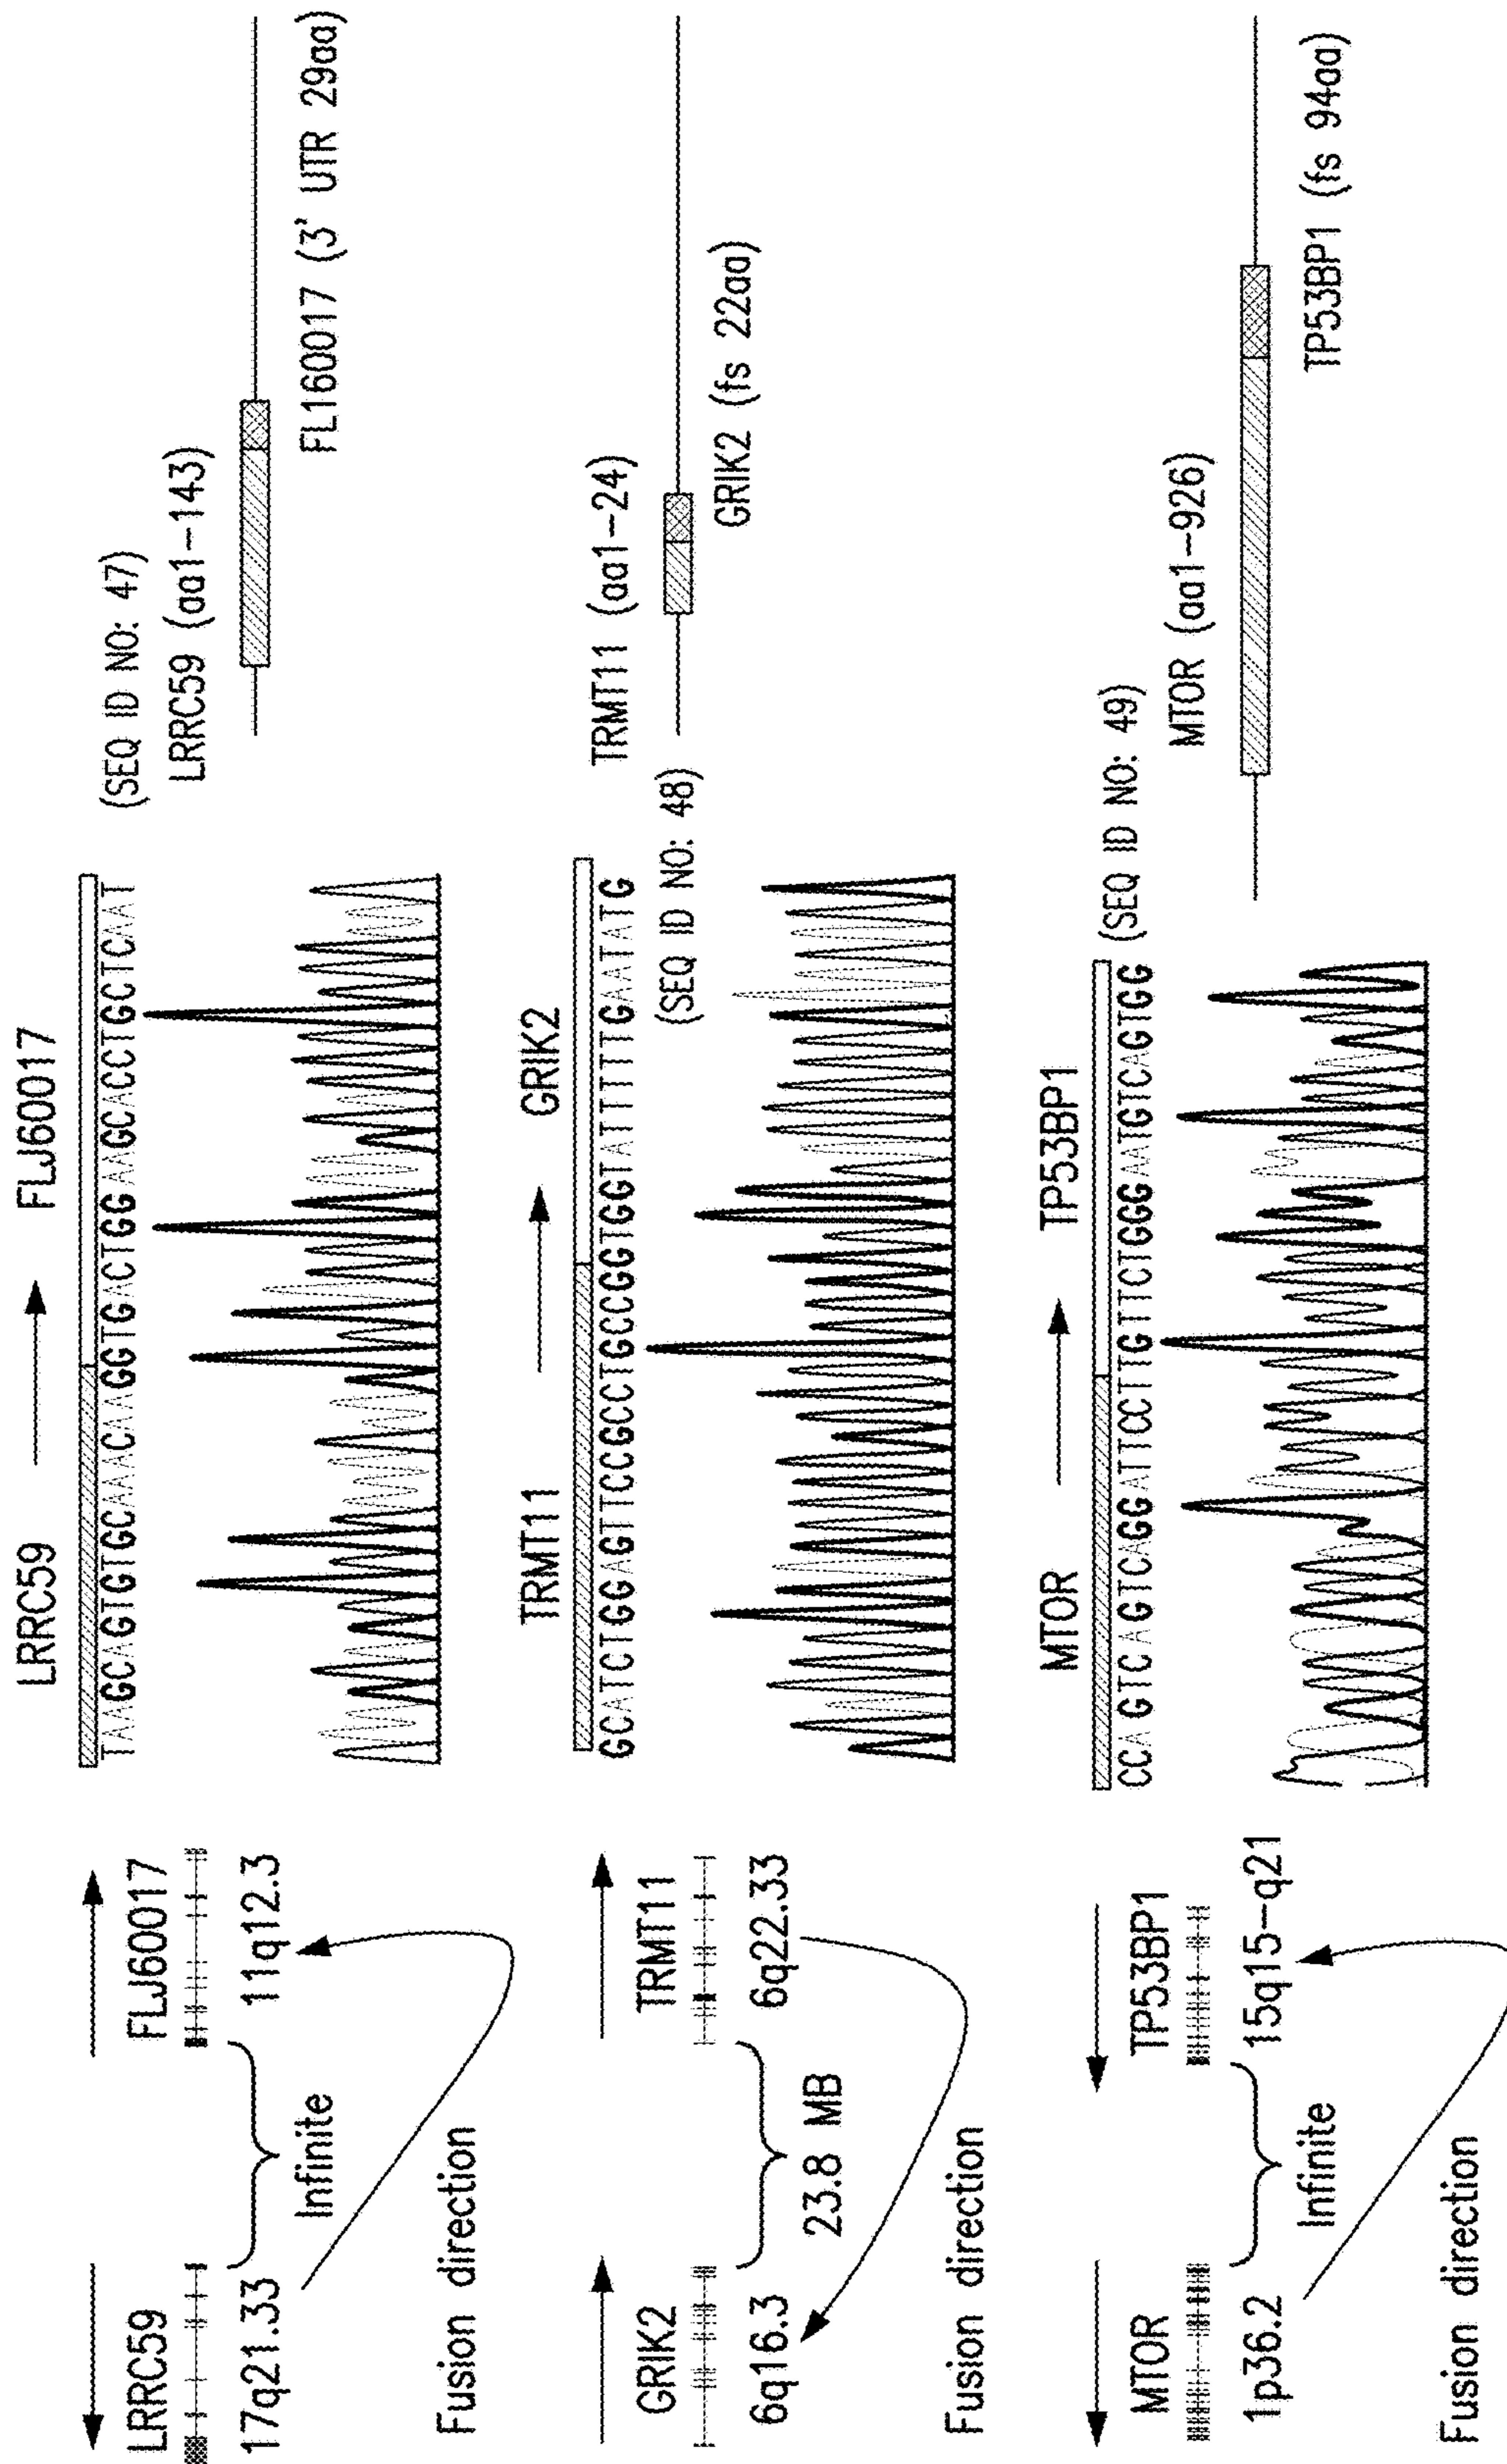 LRRC59
FLJ60017
17q21.33
11q12.3
Infinite
Fusion direction
LRRC59 FLJ60017
TAAGCAGTGTGCAAACAAGGTGACTGGAAGCACCTGCTCAAT
(SEQ ID NO: 47)
LRRC59 (aa1-143)
FL160017 (3' UTR 29aa)
GRIK2
TRMT11
6q16.3
6q22.33
23.8 MB
Fusion direction
TRMT11 GRIK2
GCATCTGGAGTTCCGCCTGCCGGTGGTATTTTTGAATATG
(SEQ ID NO: 48)
TRMT11 (aa1-24)
GRIK2 (fs 22aa)
MTOR
TP53BP1
1p36.2
15q15-q21
Infinite
Fusion direction
MTOR TP53BP1
CCAGTCAGTCAGGATTCCTTGTTCTGGGAATGTCAGTGG
(SEQ ID NO: 49)
MTOR (aa1-926)
TP53BP1 (fs 94aa)